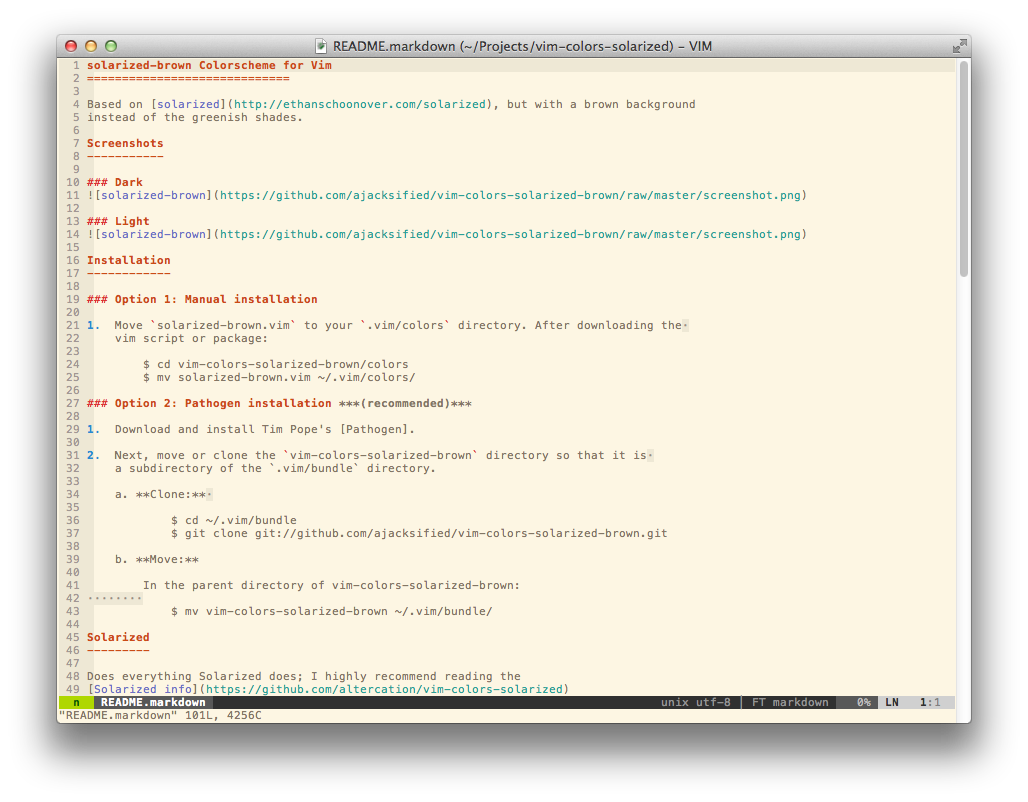 README.markdown (~/Projects/vim-colors-solarized) – VIM
1 solarized-brown Colorscheme for Vim
2 =============================
3
4 Based on [solarized](http://ethanschoonover.com/solarized), but with a brown background
5 instead of the greenish shades.
6
7 Screenshots
8 -----------
9
10 ### Dark
11 ![solarized-brown](https://github.com/ajacksified/vim-colors-solarized-brown/raw/master/screenshot.png)
12
13 ### Light
14 ![solarized-brown](https://github.com/ajacksified/vim-colors-solarized-brown/raw/master/screenshot.png)
15
16 Installation
17 ------------
18
19 ### Option 1: Manual installation
20
21 1.  Move `solarized-brown.vim` to your `.vim/colors` directory. After downloading the·
22     vim script or package:
23
24         $ cd vim-colors-solarized-brown/colors
25         $ mv solarized-brown.vim ~/.vim/colors/
26
27 ### Option 2: Pathogen installation ***(recommended)***
28
29 1.  Download and install Tim Pope's [Pathogen].
30
31 2.  Next, move or clone the `vim-colors-solarized-brown` directory so that it is·
32     a subdirectory of the `.vim/bundle` directory.
33
34     a. **Clone:**·
35
36             $ cd ~/.vim/bundle
37             $ git clone git://github.com/ajacksified/vim-colors-solarized-brown.git
38
39     b. **Move:**
40
41         In the parent directory of vim-colors-solarized-brown:
42 ········
43             $ mv vim-colors-solarized-brown ~/.vim/bundle/
44
45 Solarized
46 ---------
47
48 Does everything Solarized does; I highly recommend reading the
49 [Solarized info](https://github.com/altercation/vim-colors-solarized)
n README.markdown unix utf-8 | FT markdown 0% LN 1:1
"README.markdown" 101L, 4256C